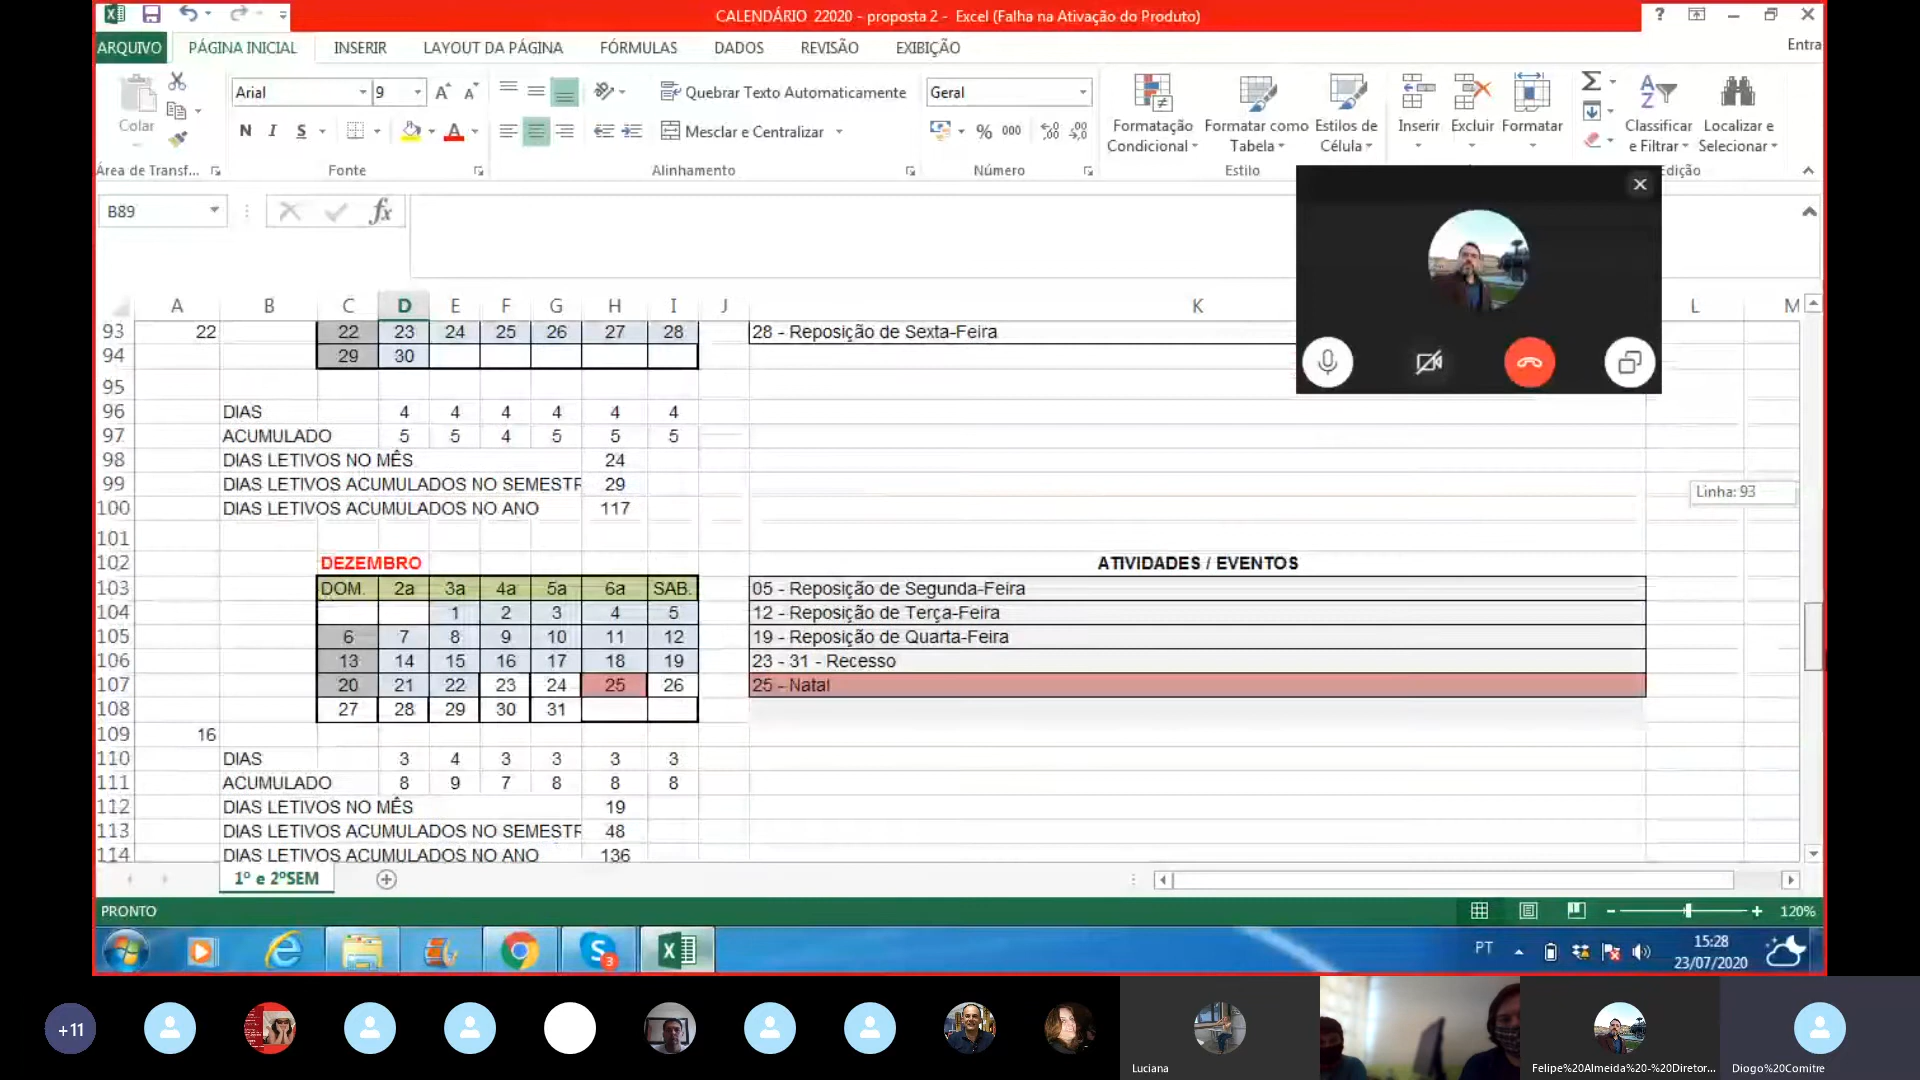 CALENDÁRIO 22020 - proposta 2 - Excel (Falha na Ativação do Produto)
ARQUIVO PÁGINA INICIAL INSERIR LAYOUT DA PÁGINA FÓRMULAS DADOS REVISÃO EXIBIÇÃO Entra
Colar Arial 9 Quebrar Texto Automaticamente Geral
N I S Mesclar e Centralizar % 000
Formatação Condicional Formatar como Tabela Estilos de Célula Inserir Excluir Formatar Classificar e Filtrar Localizar e Selecionar
Área de Transf... Fonte Alinhamento Número Estilo Edição
B89 fx
A B C D E F G H I J K L M
93 22 22 23 24 25 26 27 28 28 - Reposição de Sexta-Feira
94 29 30
95
96 DIAS 4 4 4 4 4 4
97 ACUMULADO 5 5 4 5 5 5
98 DIAS LETIVOS NO MÊS 24
99 DIAS LETIVOS ACUMULADOS NO SEMESTR 29
Linha: 93
100 DIAS LETIVOS ACUMULADOS NO ANO 117
101
102 DEZEMBRO ATIVIDADES / EVENTOS
103 DOM. 2a 3a 4a 5a 6a SAB. 05 - Reposição de Segunda-Feira
104 1 2 3 4 5 12 - Reposição de Terça-Feira
105 6 7 8 9 10 11 12 19 - Reposição de Quarta-Feira
106 13 14 15 16 17 18 19 23 - 31 - Recesso
107 20 21 22 23 24 25 26 25 - Natal
108 27 28 29 30 31
109 16
110 DIAS 3 4 3 3 3 3
111 ACUMULADO 8 9 7 8 8 8
112 DIAS LETIVOS NO MÊS 19
113 DIAS LETIVOS ACUMULADOS NO SEMESTR 48
114 DIAS LETIVOS ACUMULADOS NO ANO 136
1º e 2ºSEM
PRONTO 120%
3 PT 15:28
23/07/2020
+11
Luciana Felipe%20Almeida%20-%20Diretor... Diogo%20Comitre